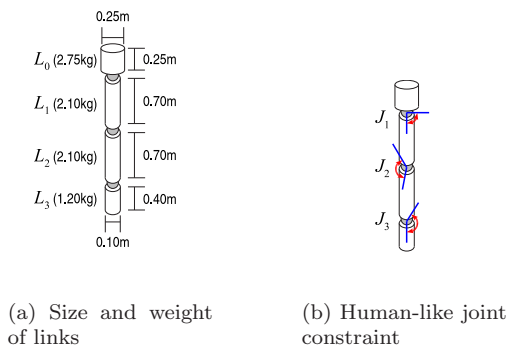 0.25m
L0 (2.75kg)
0.25m
L1 (2.10kg)
0.70m
L2 (2.10kg)
0.70m
L3 (1.20kg)
0.40m
0.10m
J1
J2
J3
(a) Size and weight
of links
(b) Human-like joint
constraint